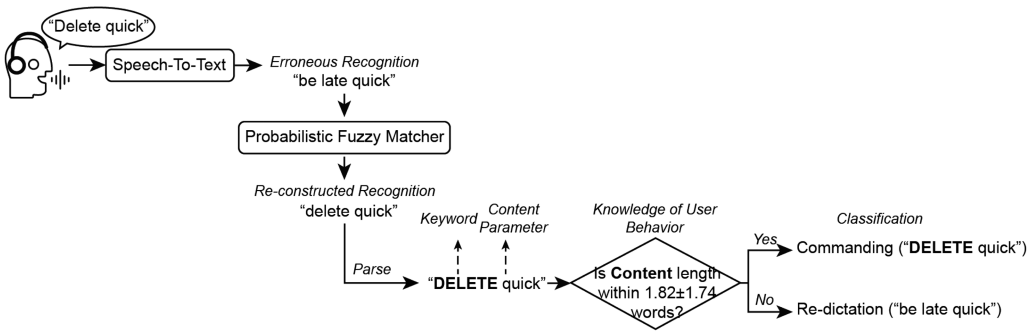 “Delete quick”
Speech-To-Text
Erroneous Recognition
“be late quick”
Probabilistic Fuzzy Matcher
Re-constructed Recognition
“delete quick”
Parse
Keyword
Content
Parameter
“DELETE quick”
Knowledge of User
Behavior
Is Content length
within 1.82±1.74
words?
Yes
No
Classification
Commanding (“DELETE quick”)
Re-dictation (“be late quick”)